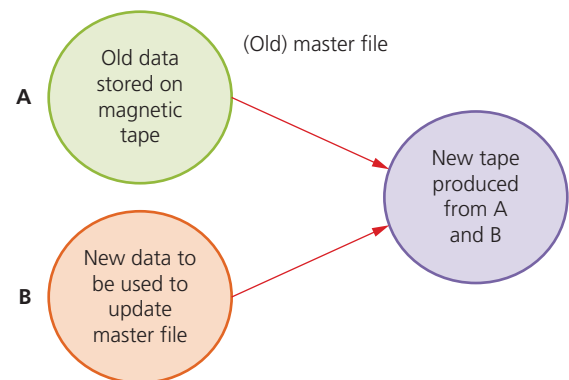 (Old) master file
A
Old data
stored on
magnetic
tape
New tape
produced
from A
and B
B
New data to
be used to
update
master file